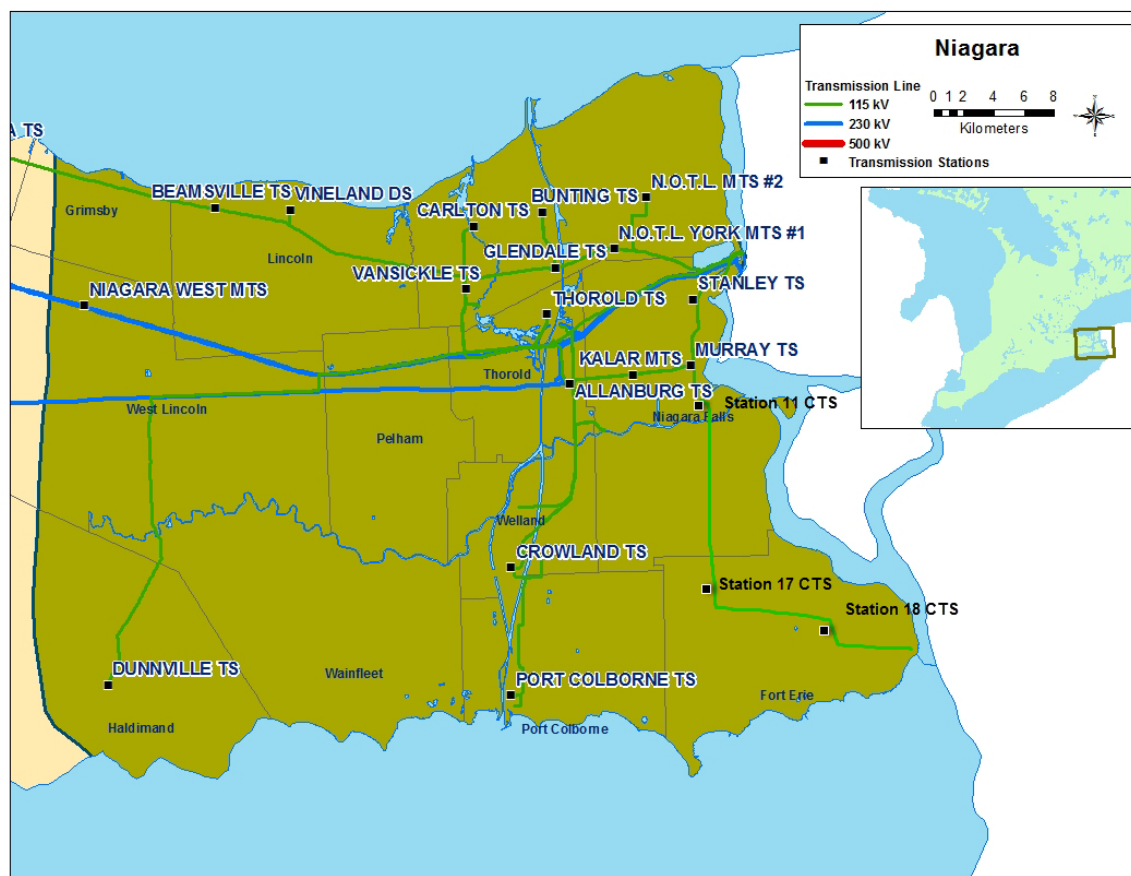 Niagara
Transmission Line
115 kV
230 kV
500 kV
Transmission Stations
0 1 2 4 6 8
Kilometers
A TS
BEAMSVILLE TS
VINELAND DS
Grimsby
CARLTON TS
BUNTING TS
N.O.T.L. MTS #2
N.O.T.L. YORK MTS #1
Lincoln
GLENDALE TS
VANSICKLE TS
STANLEY TS
NIAGARA WEST MTS
THOROLD TS
KALAR MTS
MURRAY TS
Thorold
ALLANBURG TS
Station 11 CTS
West Lincoln
Niagara Falls
Pelham
Welland
CROWLAND TS
Station 17 CTS
Station 18 CTS
DUNNVILLE TS
Wainfleet
PORT COLBORNE TS
Fort Erie
Haldimand
Port Colborne